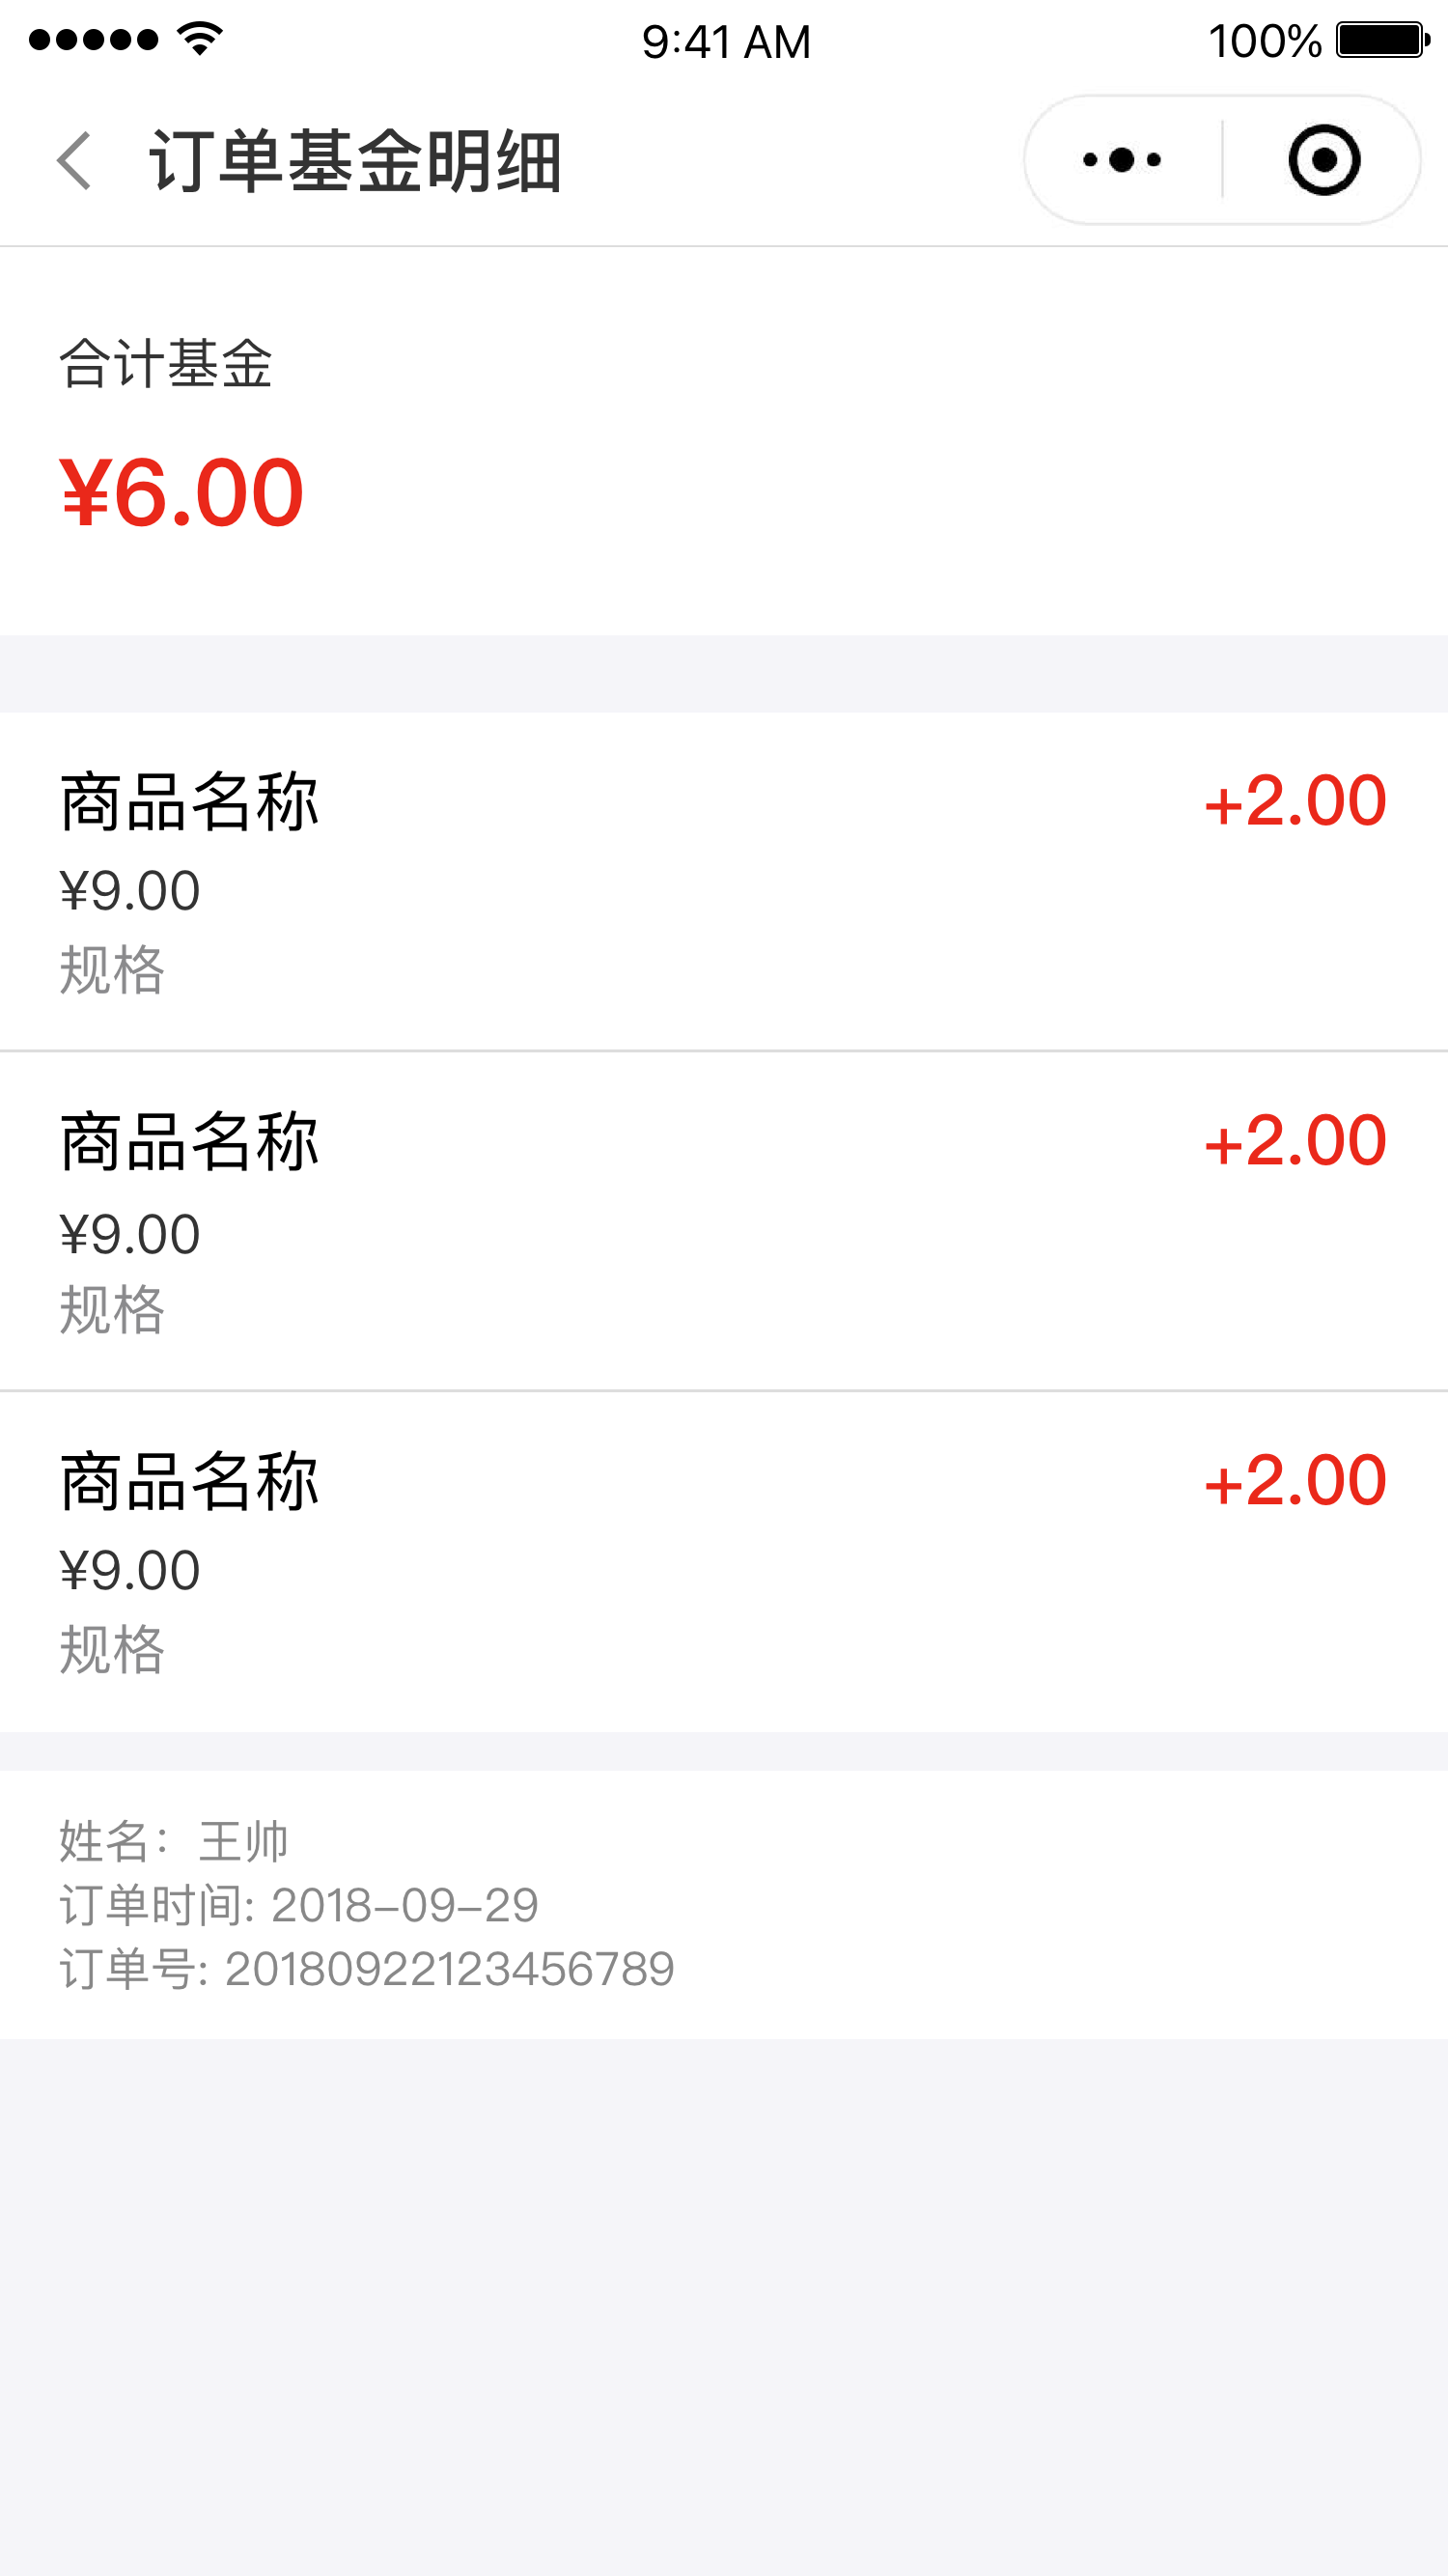 9:41 AM
100%
订单基金明细
合计基金
¥6.00
商品名称
+2.00
¥9.00
规格
商品名称
+2.00
¥9.00
规格
商品名称
+2.00
¥9.00
规格
姓名：王帅
订单时间: 2018-09-29
订单号: 20180922123456789